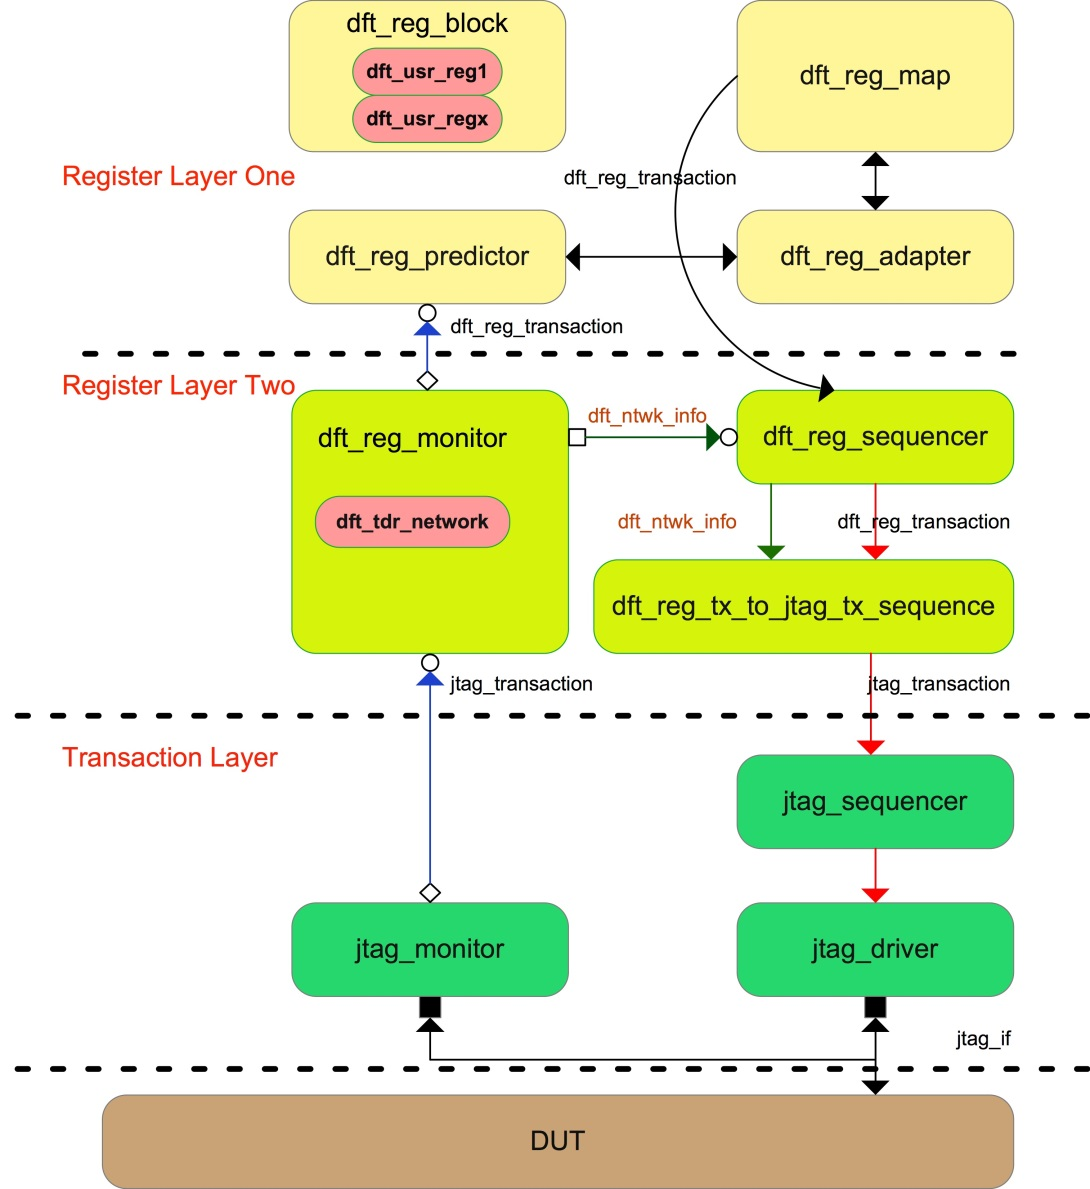 dft_reg_block
dft_usr_reg1
dft_usr_regx
dft_reg_map
Register Layer One
dft_reg_transaction
dft_reg_predictor
dft_reg_adapter
dft_reg_transaction
Register Layer Two
dft_reg_monitor
dft_ntwk_info
dft_reg_sequencer
dft_tdr_network
dft_ntwk_info
dft_reg_transaction
dft_reg_tx_to_jtag_tx_sequence
jtag_transaction
jtag_transaction
Transaction Layer
jtag_sequencer
jtag_monitor
jtag_driver
jtag_if
DUT